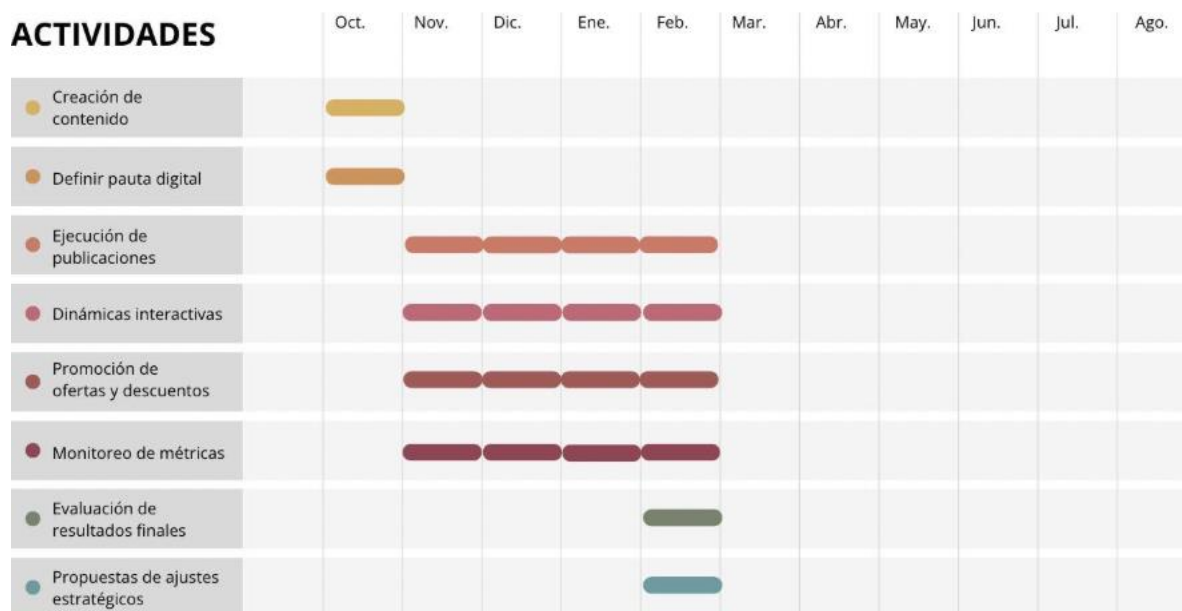 ACTIVIDADES
Oct. Nov. Dic. Ene. Feb. Mar. Abr. May. Jun. Jul. Ago.
Creación de
contenido
Definir pauta digital
Ejecución de
publicaciones
Dinámicas interactivas
Promoción de
ofertas y descuentos
Monitoreo de métricas
Evaluación de
resultados finales
Propuestas de ajustes
estratégicos